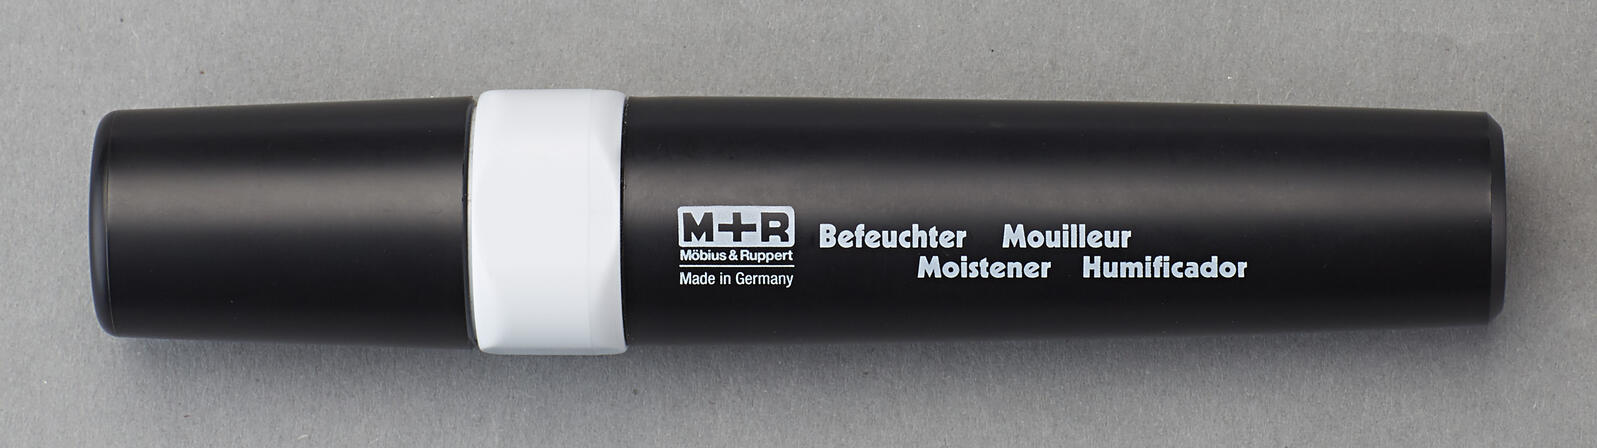 M+R
Möbius & Ruppert
Made in Germany
Befeuchter Mouilleur
Moistener Humificador